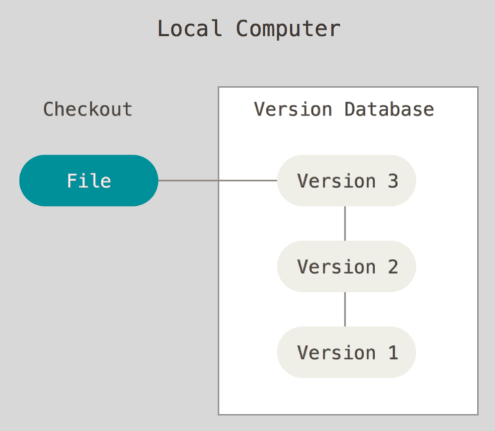 Local Computer
Checkout
Version Database
File
Version 3
Version 2
Version 1